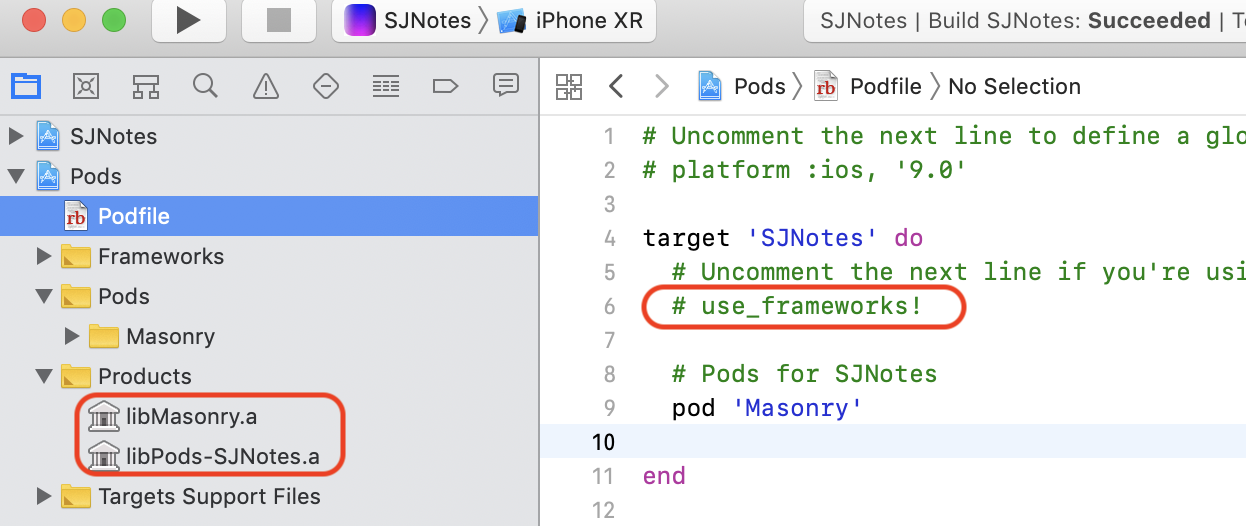 SJNotes iPhone XR SJNotes | Build SJNotes: Succeeded |
Pods Podfile No Selection
SJNotes
Pods
rb Podfile
Frameworks
Pods
Masonry
Products
libMasonry.a
libPods-SJNotes.a
Targets Support Files
1 # Uncomment the next line to define a glo
2 # platform :ios, '9.0'
3
4 target 'SJNotes' do
5 # Uncomment the next line if you're usi
6 # use_frameworks!
7
8 # Pods for SJNotes
9 pod 'Masonry'
10
11 end
12